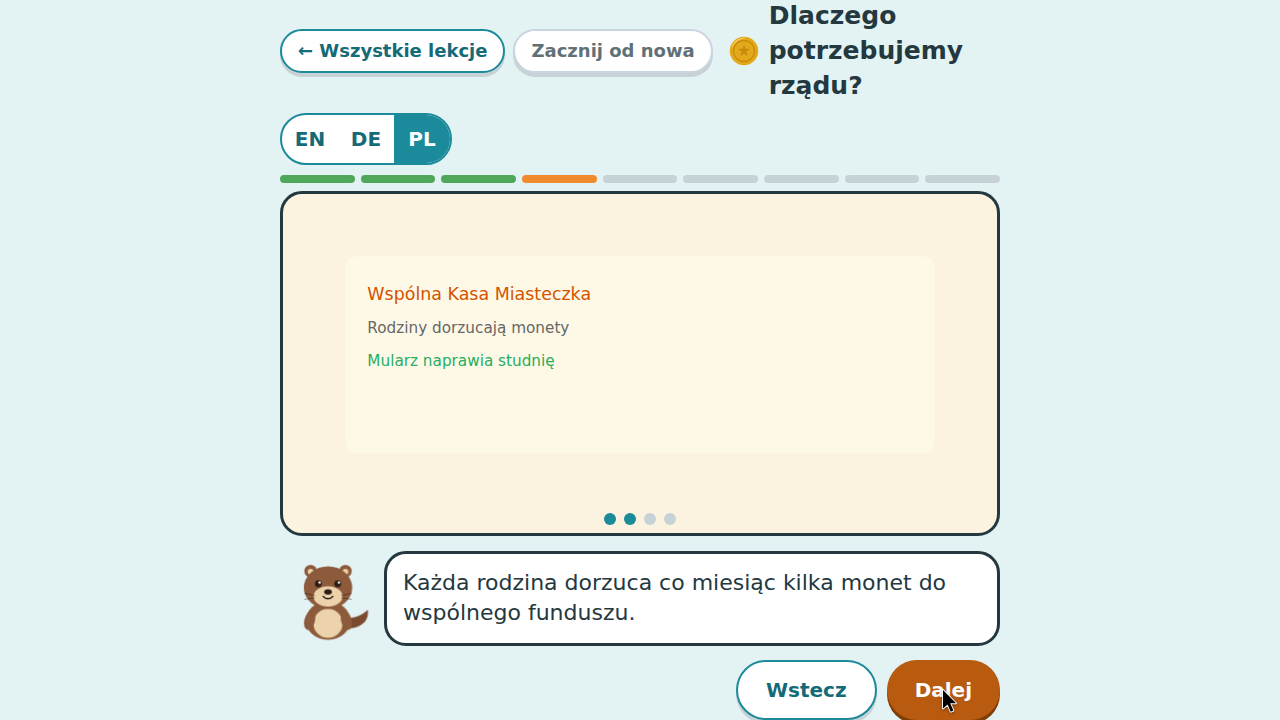 ← Wszystkie lekcje
Zacznij od nowa
Dlaczego
potrzebujemy
rządu?
EN DE PL
Wspólna Kasa Miasteczka
Rodziny dorzucają monety
Mularz naprawia studnię
Każda rodzina dorzuca co miesiąc kilka monet do
wspólnego funduszu.
Wstecz
Dalej